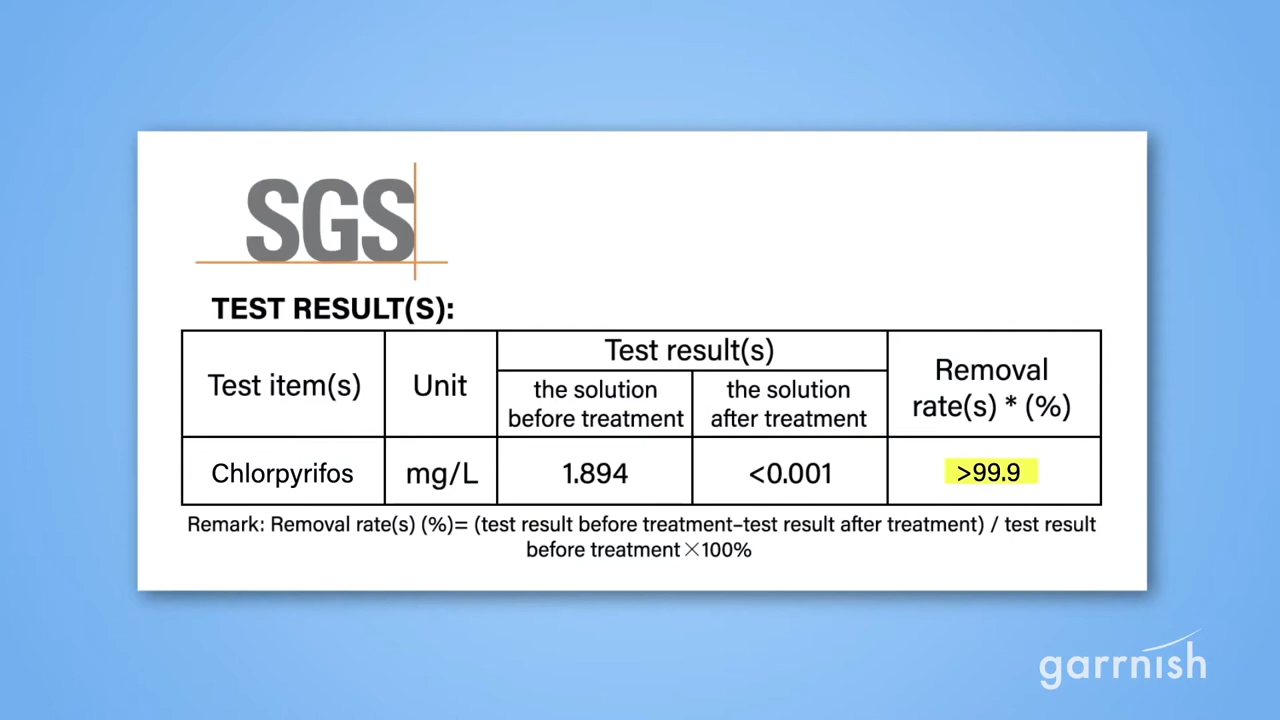 SGS
TEST RESULT(S):
Test item(s)
Unit
Test result(s)
the solution
before treatment
the solution
after treatment
Removal
rate(s) * (%)
Chlorpyrifos
mg/L
1.894
<0.001
>99.9
Remark: Removal rate(s) (%)= (test result before treatment–test result after treatment) / test result
before treatment×100%
garrnish